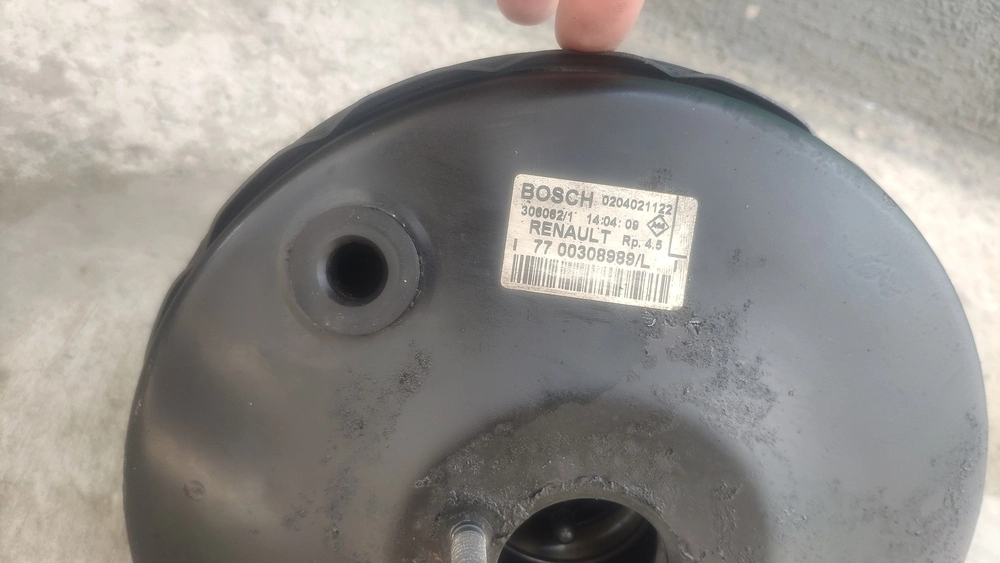 BOSCH 0204021122
306062/1 14:04:09
RENAULT Rp. 4.5
77 00308989/L